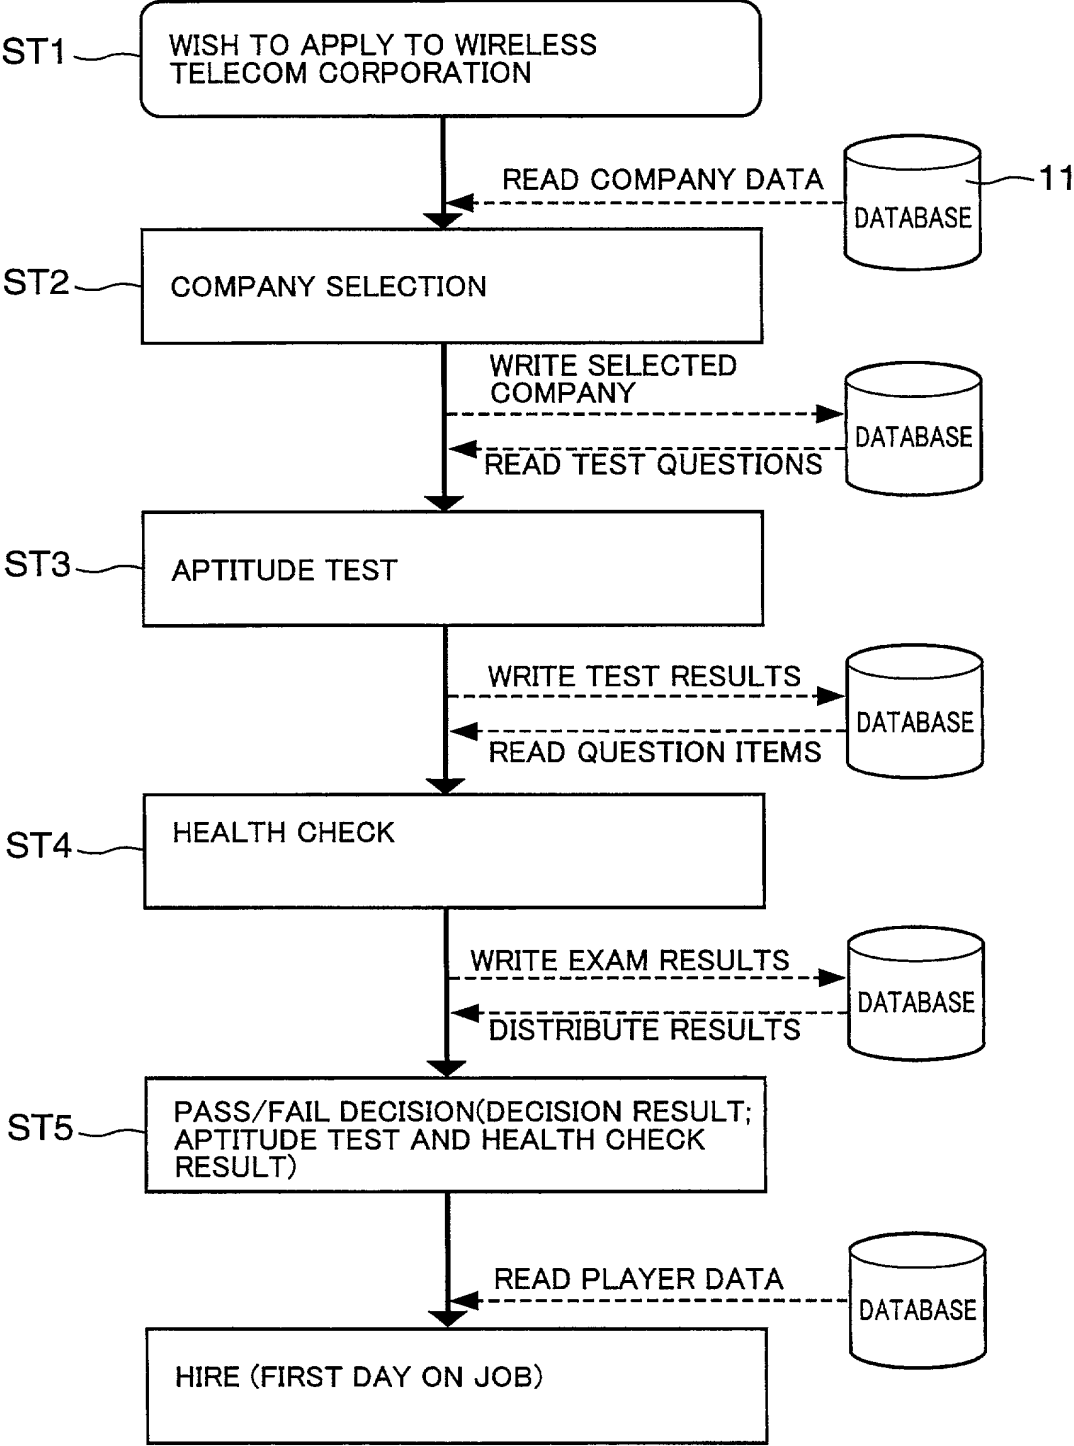 ST1
WISH TO APPLY TO WIRELESS
TELECOM CORPORATION
READ COMPANY DATA
11
DATABASE
ST2
COMPANY SELECTION
WRITE SELECTED
COMPANY
DATABASE
READ TEST QUESTIONS
ST3
APTITUDE TEST
WRITE TEST RESULTS
DATABASE
READ QUESTION ITEMS
ST4
HEALTH CHECK
WRITE EXAM RESULTS
DATABASE
DISTRIBUTE RESULTS
ST5
PASS/FAIL DECISION(DECISION RESULT;
APTITUDE TEST AND HEALTH CHECK
RESULT)
READ PLAYER DATA
DATABASE
HIRE (FIRST DAY ON JOB)